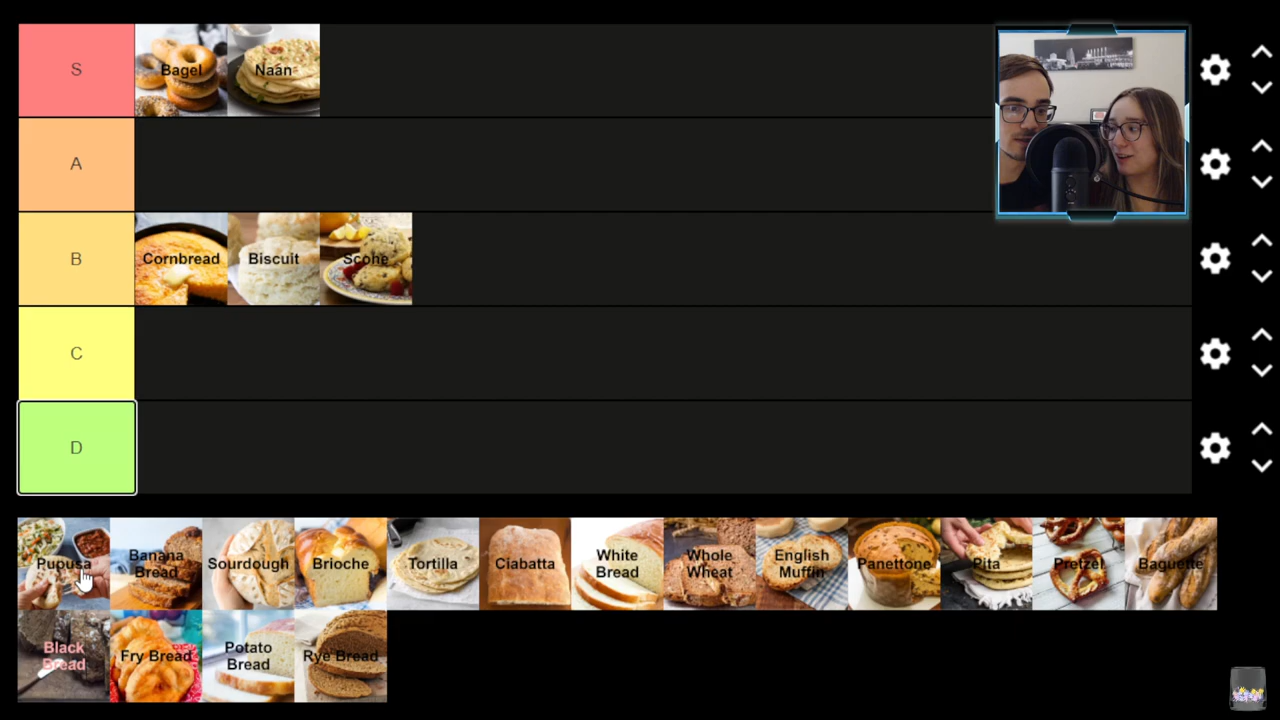 S
Bagel
Naan
A
B
Cornbread
Biscuit
Scone
C
D
Pupusa
Banana
Bread
Sourdough
Brioche
Tortilla
Ciabatta
White
Bread
Whole
Wheat
English
Muffin
Panettone
Pita
Pretzel
Baguette
Black
Bread
Fry Bread
Potato
Bread
Rye Bread